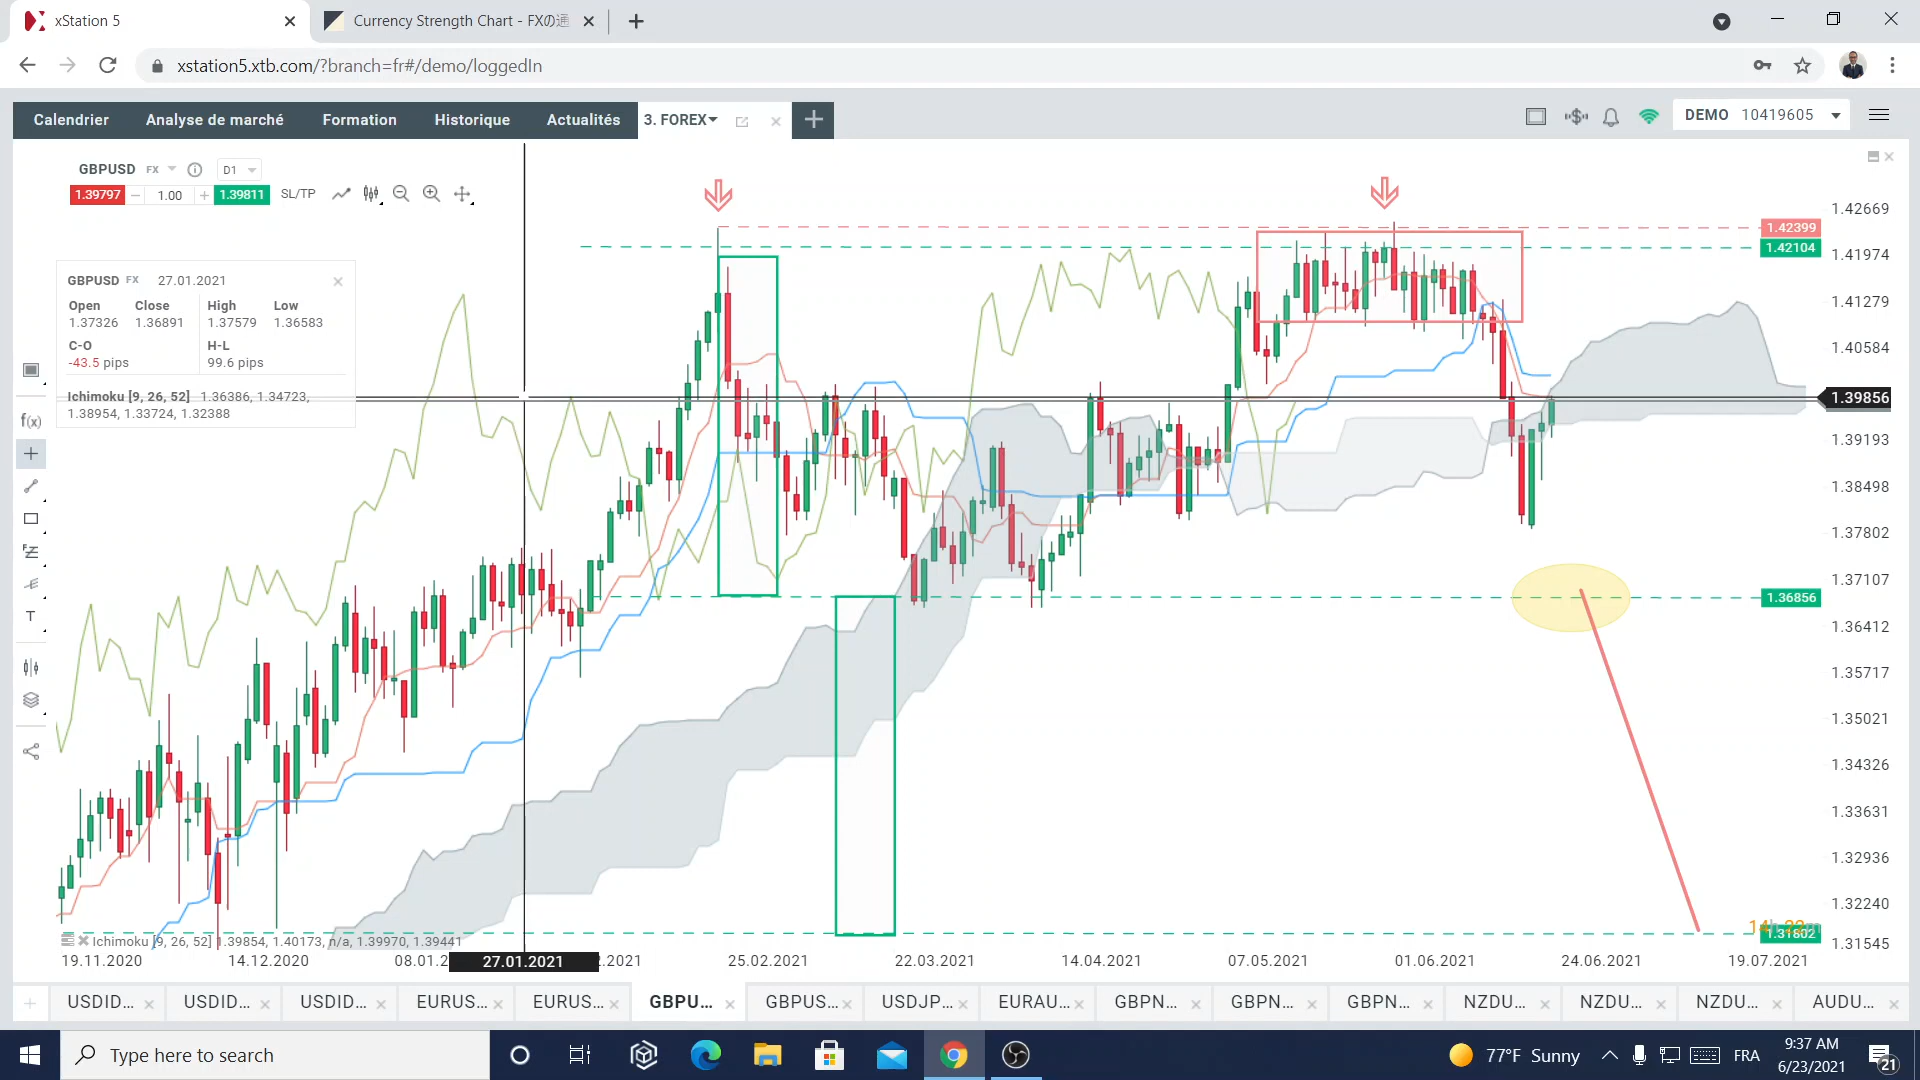 xStation 5
Currency Strength Chart - FXの通
xstation5.xtb.com/?branch=fr#/demo/loggedIn
Calendrier Analyse de marché Formation Historique Actualités 3. FOREX
DEMO 10419605
GBPUSD FX D1
1.39797 1.00 1.39811 SL/TP
GBPUSD FX 27.01.2021
Open Close High Low
1.37326 1.36891 1.37579 1.36583
C-O H-L
-43.5 pips 99.6 pips
Ichimoku [9, 26, 52] 1.36386, 1.34723,
1.38954, 1.33724, 1.32388
f(x)
T
1.42669
1.42399
1.42104
1.41974
1.41279
1.40584
1.39856
1.39193
1.38498
1.37802
1.37107
1.36856
1.36412
1.35717
1.35021
1.34326
1.33631
1.32936
1.32240
1.31802
1.31545
Ichimoku [9, 26, 52] 1.39854, 1.40173, n/a, 1.39970, 1.39441
19.11.2020 14.12.2020 08.01.2 27.01.2021 .2021 25.02.2021 22.03.2021 14.04.2021 07.05.2021 01.06.2021 24.06.2021 19.07.2021
USDID... USDID... USDID... EURUS... EURUS... GBPU... GBPUS... USDJP... EURAU... GBPN... GBPN... GBPN... NZDU... NZDU... NZDU... AUDU...
Type here to search
77°F Sunny
FRA
9:37 AM
6/23/2021
21